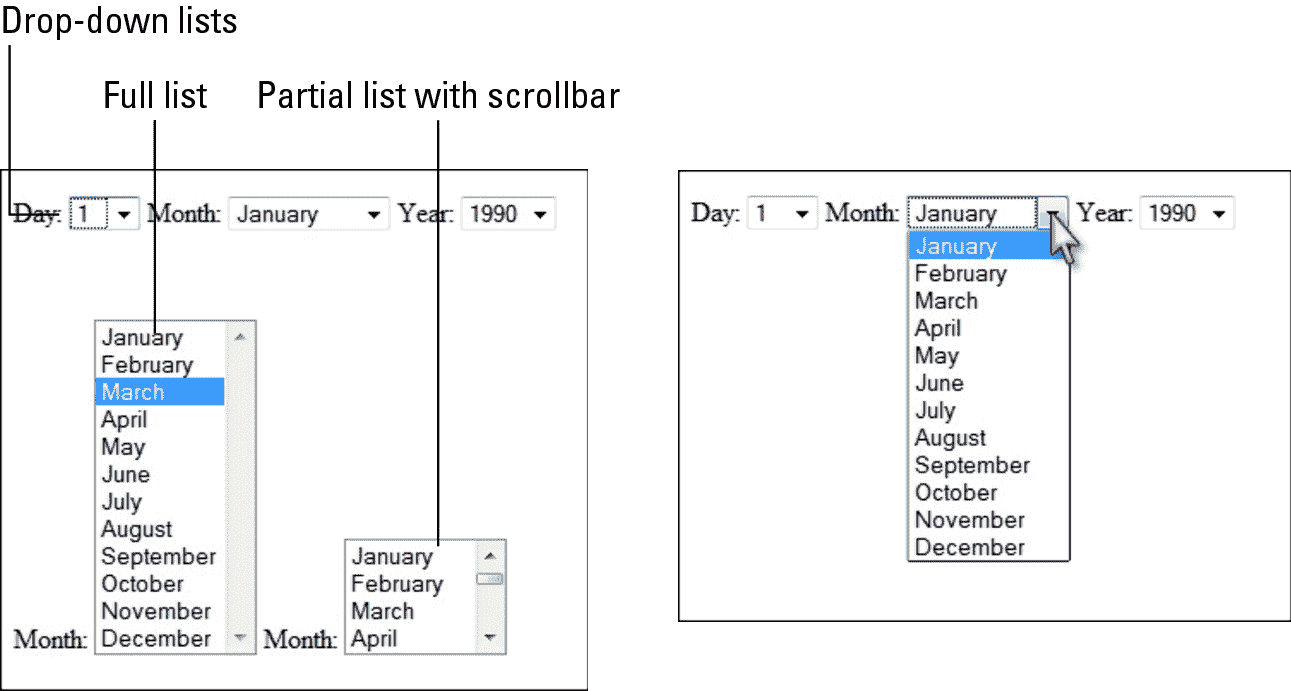 Drop-down lists
Full list
Partial list with scrollbar
Day: 1 Month: January Year: 1990
January
February
March
April
May
June
July
August
September
October
November
Month: December
January
February
March
Month: April
Day: 1 Month: January Year: 1990
January
February
March
April
May
June
July
August
September
October
November
December